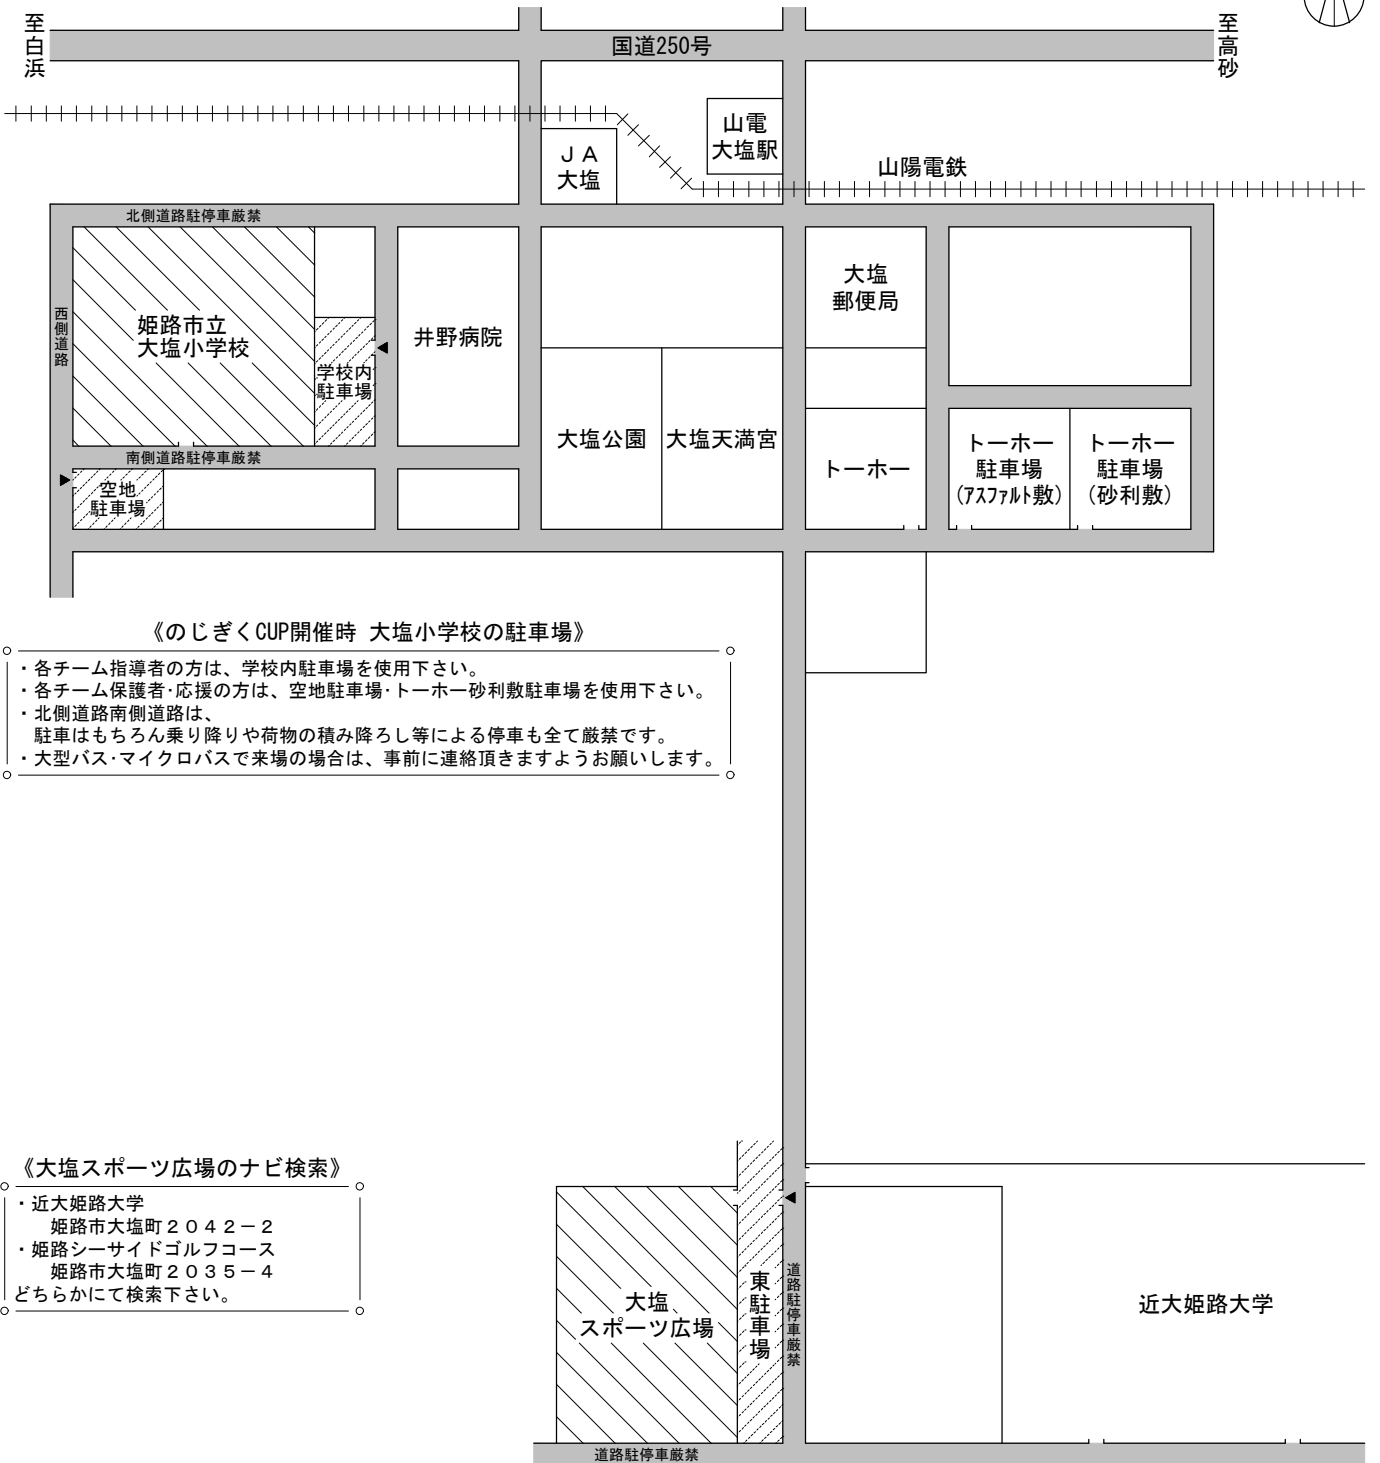 至白浜
国道250号
至高砂
山電
大塩駅
ＪＡ
大塩
山陽電鉄
北側道路駐停車厳禁
西側道路
姫路市立
大塩小学校
学校内
駐車場
井野病院
大塩
郵便局
大塩公園
大塩天満宮
トーホー
トーホー
駐車場
(ｱｽﾌｧﾙﾄ敷)
トーホー
駐車場
(砂利敷)
南側道路駐停車厳禁
空地
駐車場
《のじぎくCUP開催時 大塩小学校の駐車場》
・各チーム指導者の方は、学校内駐車場を使用下さい。
・各チーム保護者･応援の方は、空地駐車場･トーホー砂利敷駐車場を使用下さい。
・北側道路南側道路は、
駐車はもちろん乗り降りや荷物の積み降ろし等による停車も全て厳禁です。
・大型バス･マイクロバスで来場の場合は、事前に連絡頂きますようお願いします。
《大塩スポーツ広場のナビ検索》
・近大姫路大学
姫路市大塩町２０４２－２
・姫路シーサイドゴルフコース
姫路市大塩町２０３５－４
どちらかにて検索下さい。
大塩
スポーツ広場
東駐車場
道路駐停車厳禁
近大姫路大学
道路駐停車厳禁